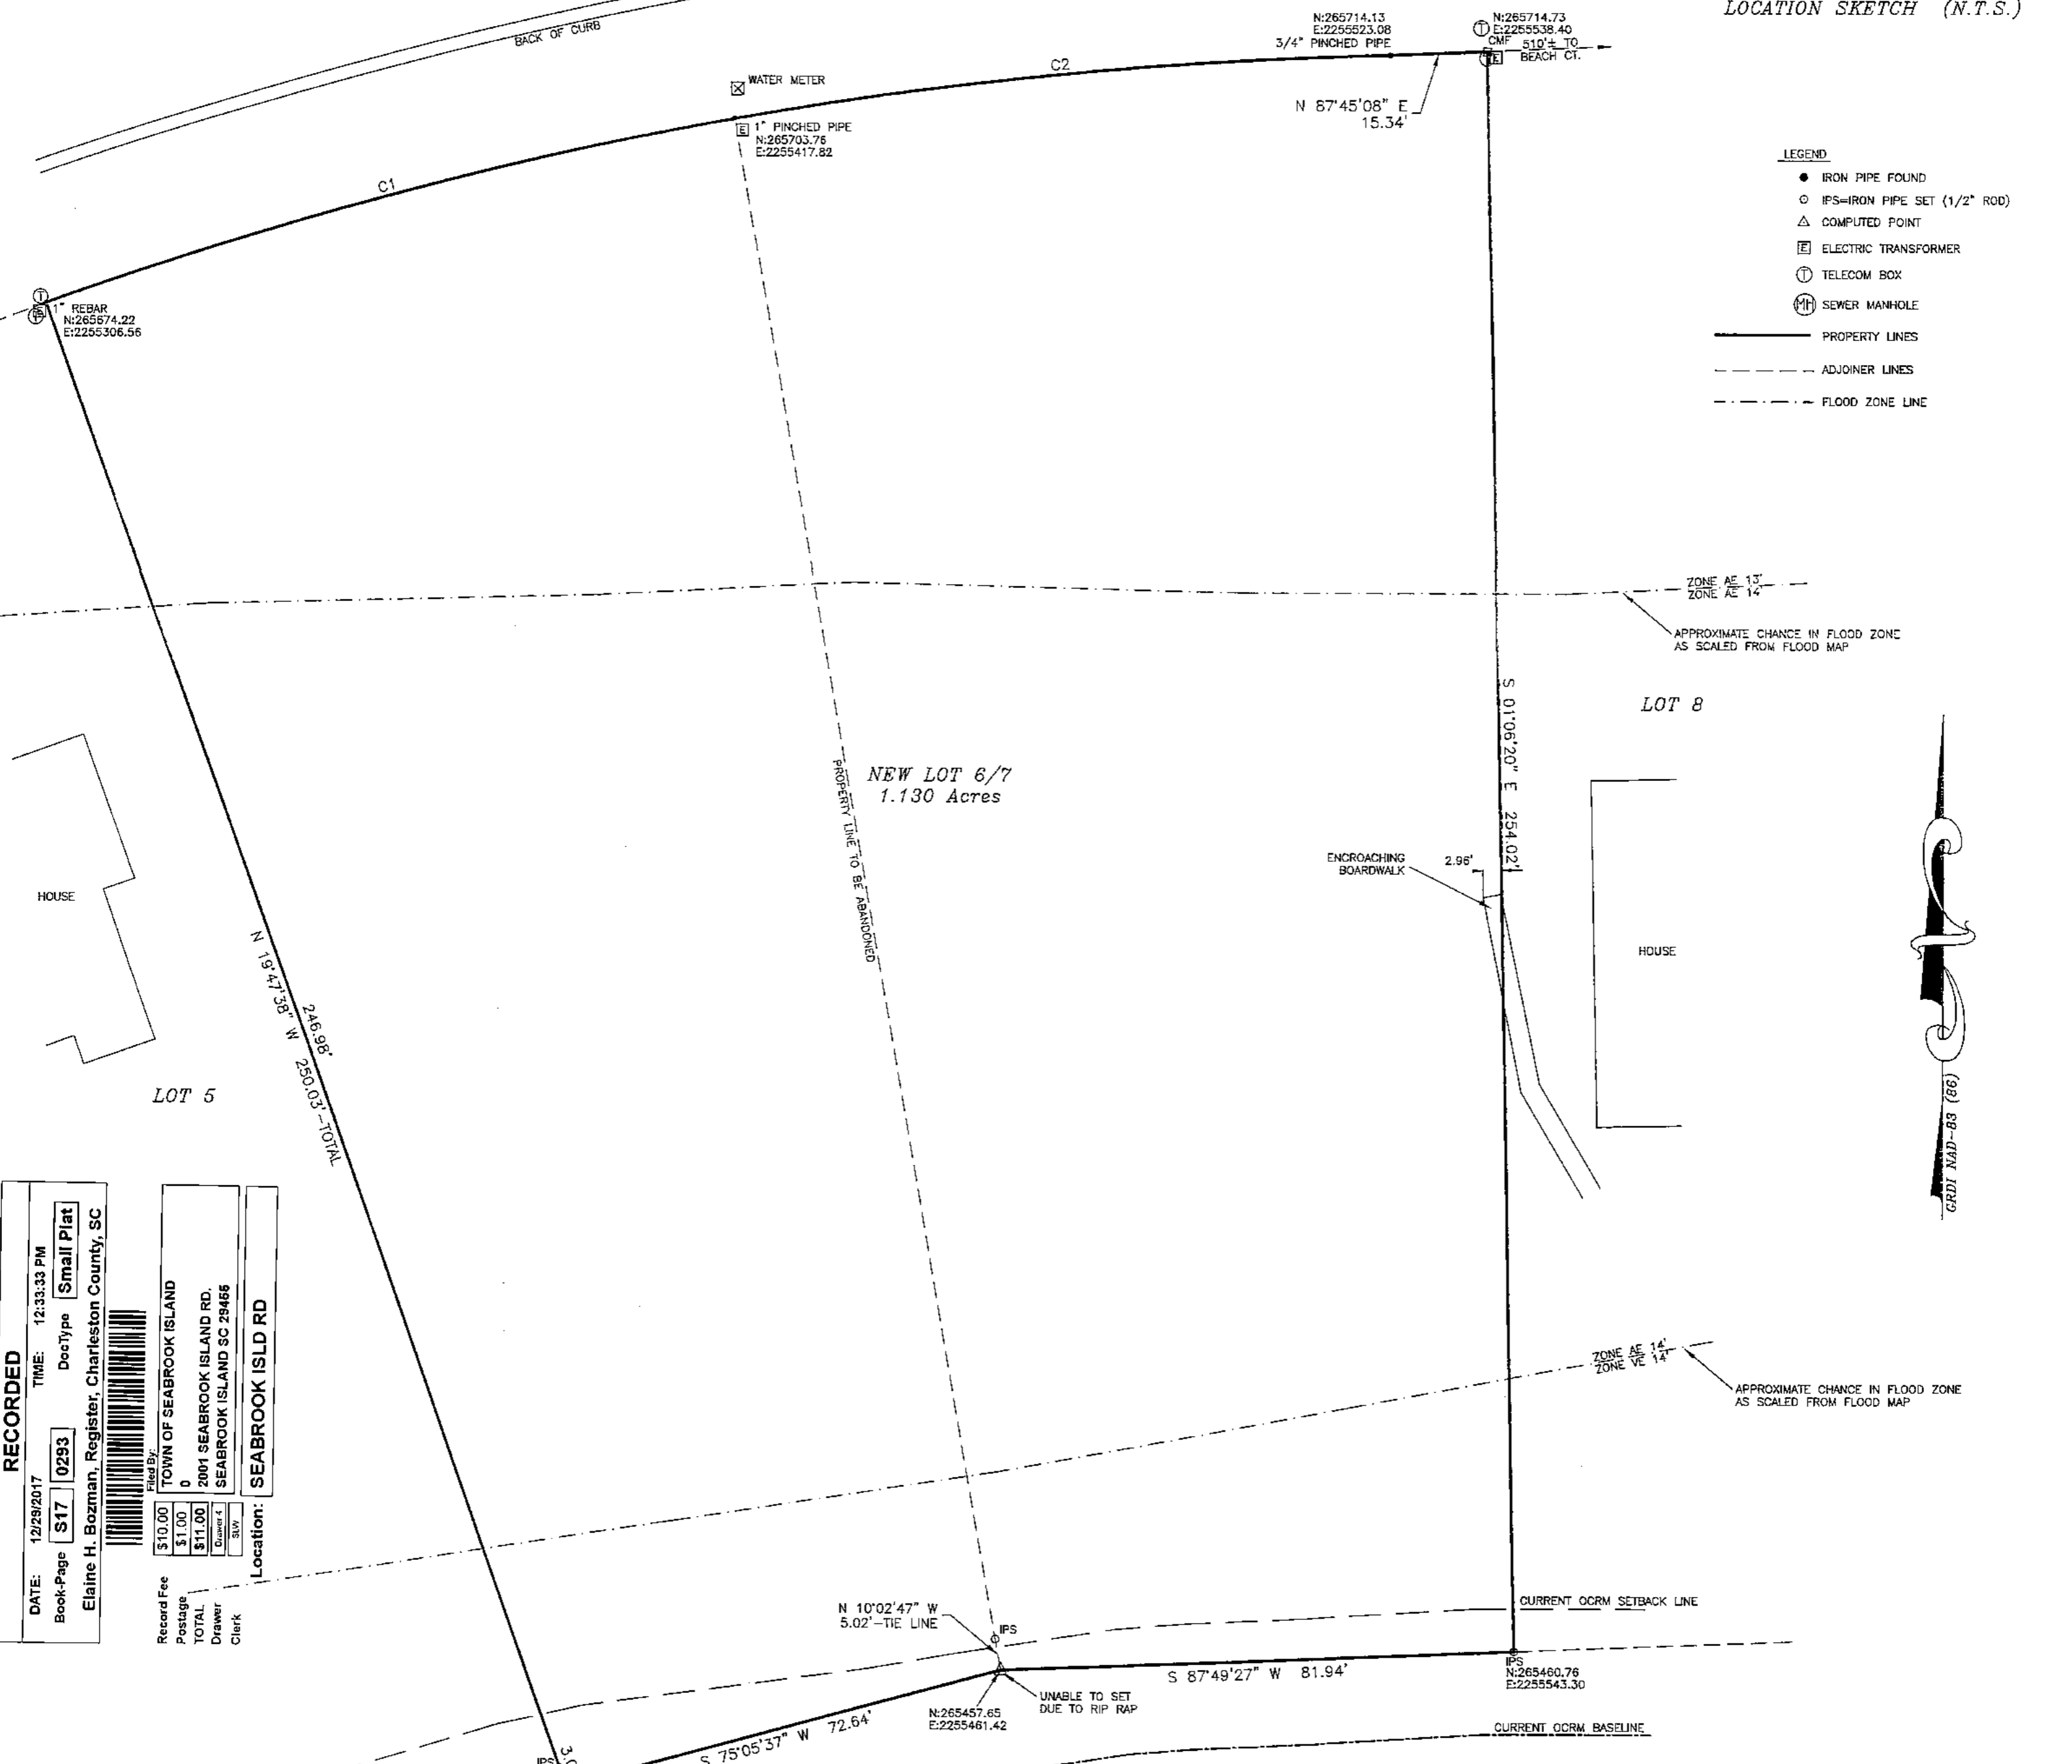 LOCATION SKETCH (N.T.S.)
BACK OF CURB
N:265714.13
E:2255523.08
3/4" PINCHED PIPE
N:265714.73
E:2255538.40
T
CMF
E
510'± TO
BEACH CT.
C2
WATER METER
N 87°45'08" E
15.34'
E
1" PINCHED PIPE
N:265703.76
E:2255417.82
C1
LEGEND
IRON PIPE FOUND
IPS=IRON PIPE SET (1/2" ROD)
COMPUTED POINT
E ELECTRIC TRANSFORMER
T TELECOM BOX
MH SEWER MANHOLE
PROPERTY LINES
ADJOINER LINES
FLOOD ZONE LINE
T
1" REBAR
N:265674.22
E:2255306.56
ZONE AE 13'
ZONE AE 14'
APPROXIMATE CHANCE IN FLOOD ZONE
AS SCALED FROM FLOOD MAP
S 01°06'20" E 254.02'
LOT 8
NEW LOT 6/7
1.130 Acres
PROPERTY LINE TO BE ABANDONED
ENCROACHING
BOARDWALK
2.96'
HOUSE
HOUSE
N 19°47'38" W 250.03'-TOTAL
246.98'
LOT 5
GRDI NAD-83 (86)
RECORDED
DATE: 12/29/2017 TIME: 12:33:33 PM
Book-Page S17 0293 DocType Small Plat
Elaine H. Bozman, Register, Charleston County, SC
Filed By:
TOWN OF SEABROOK ISLAND
0
2001 SEABROOK ISLAND RD.
SEABROOK ISLAND SC 29455
Record Fee $10.00
Postage $1.00
TOTAL $11.00
Drawer Drawer 4
Clerk SLW
Location: SEABROOK ISLD RD
ZONE AE 14'
ZONE VE 14'
APPROXIMATE CHANCE IN FLOOD ZONE
AS SCALED FROM FLOOD MAP
N 10°02'47" W
5.02'-TIE LINE
IPS
CURRENT OCRM SETBACK LINE
S 87°49'27" W 81.94'
IPS
N:265460.76
E:2255543.30
UNABLE TO SET
DUE TO RIP RAP
N:265457.65
E:2255461.42
S 75°05'37" W 72.64'
CURRENT OCRM BASELINE
IPS